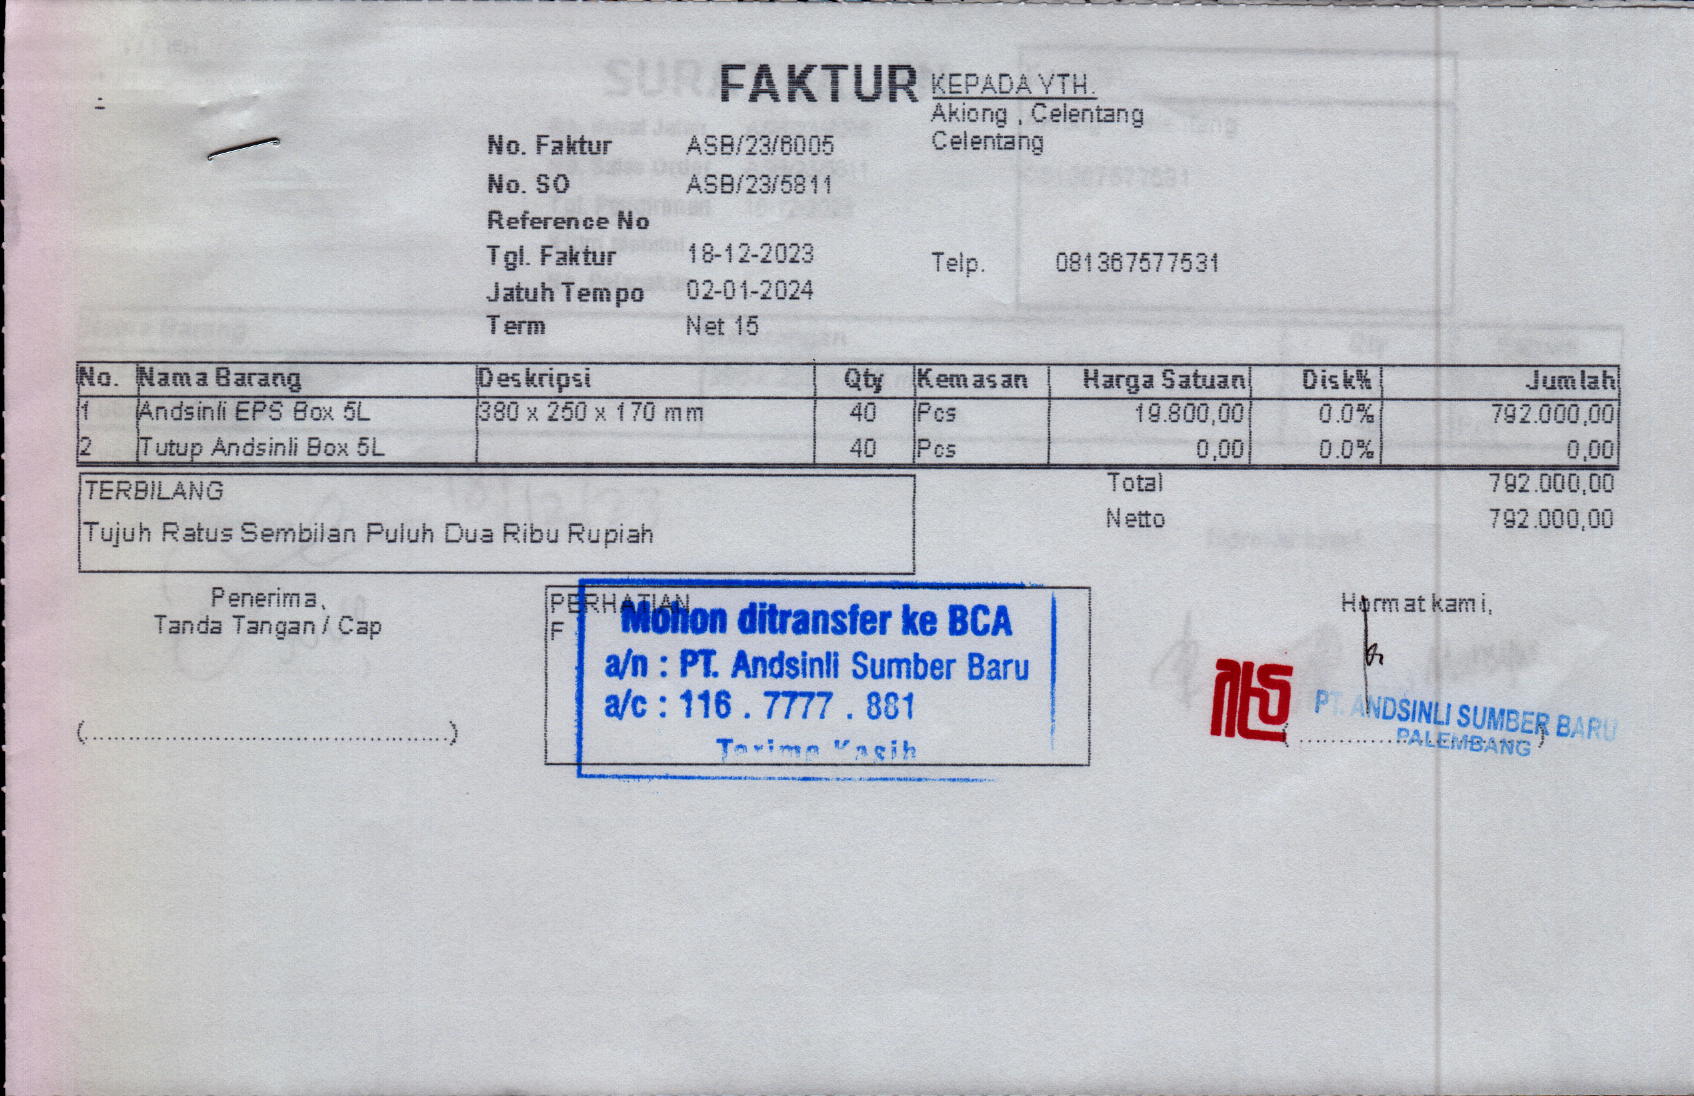 FAKTUR
KEPADA YTH.
Akiong , Celentang
Celentang
No. Faktur ASB/23/6005
No. SO ASB/23/5811
Reference No
Tgl. Faktur 18-12-2023
Telp. 081367577531
Jatuh Tempo 02-01-2024
Term Net 15
No. Nama Barang Deskripsi Qty Kemasan Harga Satuan Disk% Jumlah
1 Andsinli EPS Box 5L 380 x 250 x 170 mm 40 Pcs 19.800,00 0.0% 792.000,00
2 Tutup Andsinli Box 5L 40 Pcs 0,00 0.0% 0,00
TERBILANG
Tujuh Ratus Sembilan Puluh Dua Ribu Rupiah
Total 792.000,00
Netto 792.000,00
Penerima,
Tanda Tangan / Cap
(....................................................)
PERHATIAN
F
Mohon ditransfer ke BCA
a/n : PT. Andsinli Sumber Baru
a/c : 116 . 7777 . 881
Terima Kasih
Hormat kami,
PT. ANDSINLI SUMBER BARU
PALEMBANG